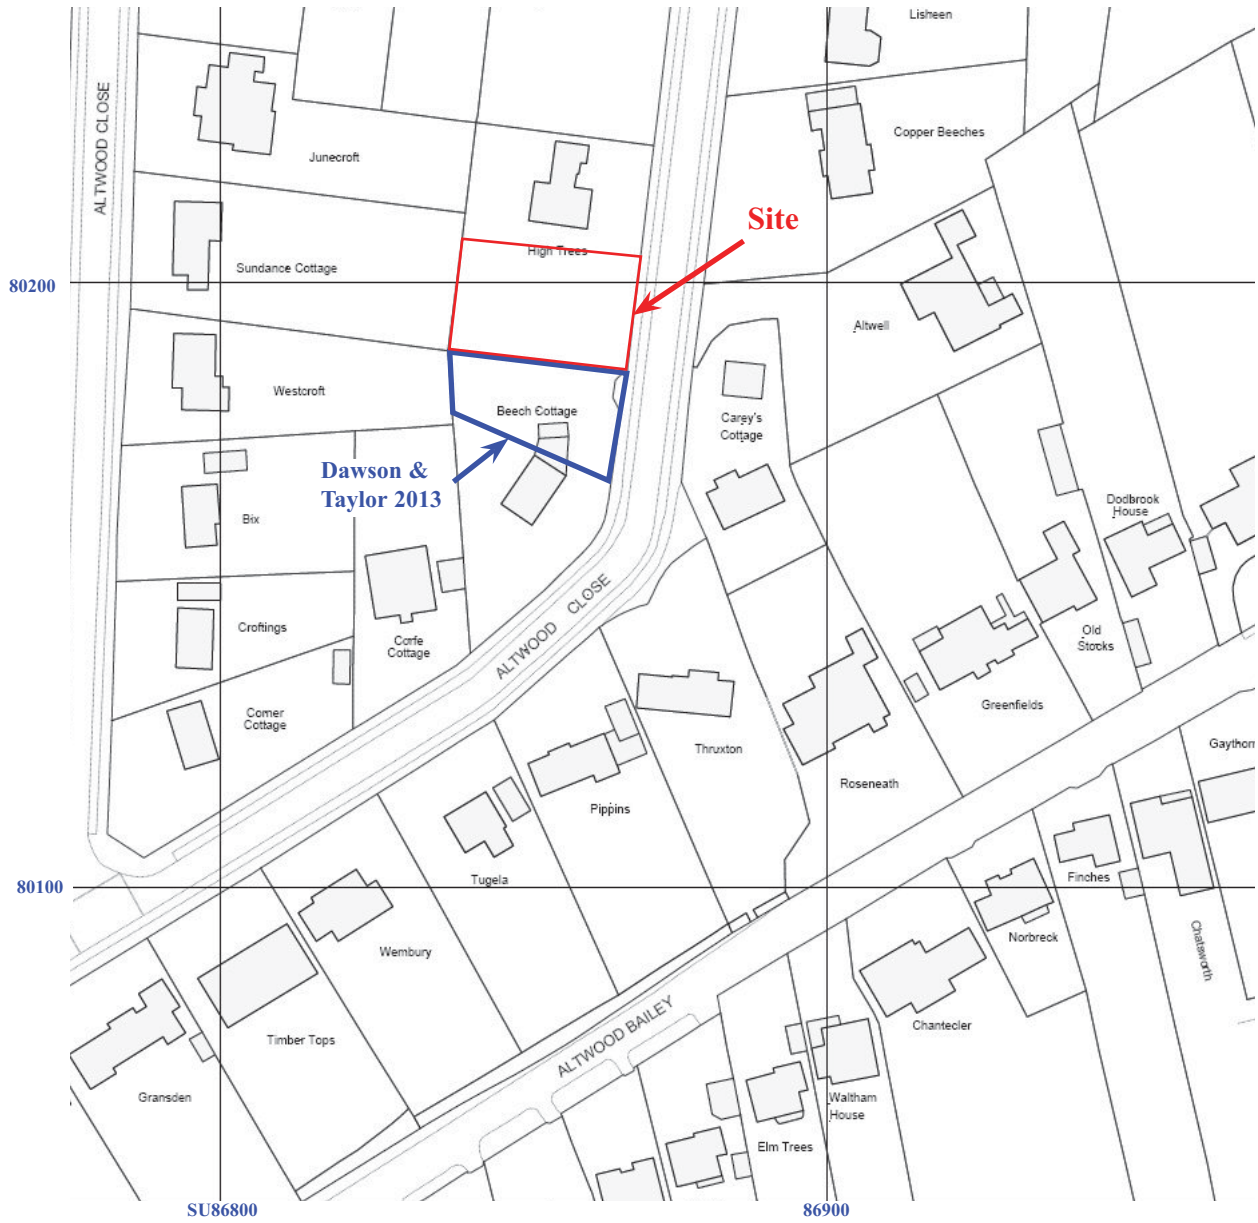 Lisheen
ALTWOOD CLOSE
Junecroft
Copper Beeches
Site
High Trees
Sundance Cottage
80200
Altwell
Westcroft
Beech Cottage
Carey's
Cottage
Dawson &
Taylor 2013
Bix
Dodbrook
House
ALTWOOD CLOSE
Croftings
Corfe
Cottage
Old
Stocks
Corner
Cottage
Greenfields
Thruxton
Gaythorn
Roseneath
Pippins
Tugela
Finches
80100
Norbreck
Wembury
Chatsworth
Timber Tops
ALTWOOD BAILEY
Chantecler
Gransden
Waltham
House
Elm Trees
SU86800
86900